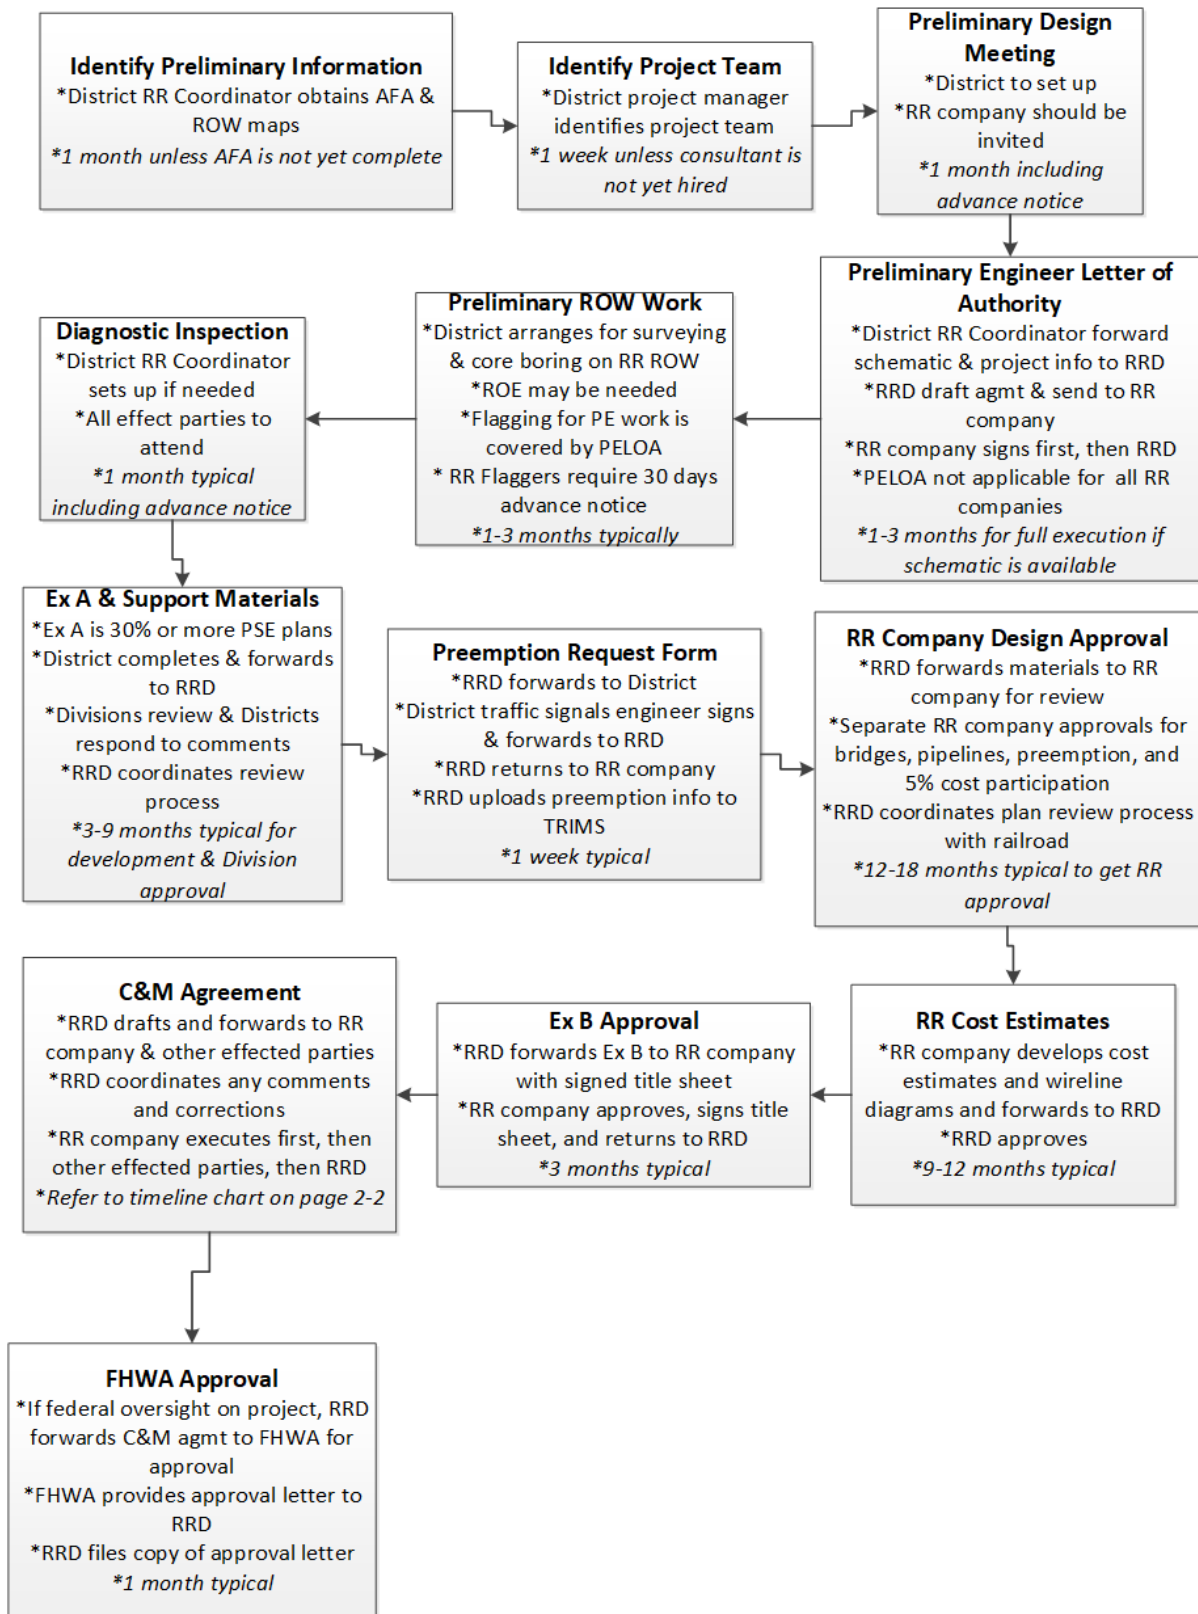 Identify Preliminary Information
*District RR Coordinator obtains AFA &
ROW maps
*1 month unless AFA is not yet complete
Identify Project Team
*District project manager
identifies project team
*1 week unless consultant is
not yet hired
Preliminary Design
Meeting
*District to set up
*RR company should be
invited
*1 month including
advance notice
Preliminary Engineer Letter of
Authority
*District RR Coordinator forward
schematic & project info to RRD
*RRD draft agmt & send to RR
company
*RR company signs first, then RRD
*PELOA not applicable for all RR
companies
*1-3 months for full execution if
schematic is available
Preliminary ROW Work
*District arranges for surveying
& core boring on RR ROW
*ROE may be needed
*Flagging for PE work is
covered by PELOA
* RR Flaggers require 30 days
advance notice
*1-3 months typically
Diagnostic Inspection
*District RR Coordinator
sets up if needed
*All effect parties to
attend
*1 month typical
including advance notice
Ex A & Support Materials
*Ex A is 30% or more PSE plans
*District completes & forwards
to RRD
*Divisions review & Districts
respond to comments
*RRD coordinates review
process
*3-9 months typical for
development & Division
approval
Preemption Request Form
*RRD forwards to District
*District traffic signals engineer signs
& forwards to RRD
*RRD returns to RR company
*RRD uploads preemption info to
TRIMS
*1 week typical
RR Company Design Approval
*RRD forwards materials to RR
company for review
*Separate RR company approvals for
bridges, pipelines, preemption, and
5% cost participation
*RRD coordinates plan review process
with railroad
*12-18 months typical to get RR
approval
RR Cost Estimates
*RR company develops cost
estimates and wireline
diagrams and forwards to RRD
*RRD approves
*9-12 months typical
Ex B Approval
*RRD forwards Ex B to RR company
with signed title sheet
*RR company approves, signs title
sheet, and returns to RRD
*3 months typical
C&M Agreement
*RRD drafts and forwards to RR
company & other effected parties
*RRD coordinates any comments
and corrections
*RR company executes first, then
other effected parties, then RRD
*Refer to timeline chart on page 2-2
FHWA Approval
*If federal oversight on project, RRD
forwards C&M agmt to FHWA for
approval
*FHWA provides approval letter to
RRD
*RRD files copy of approval letter
*1 month typical